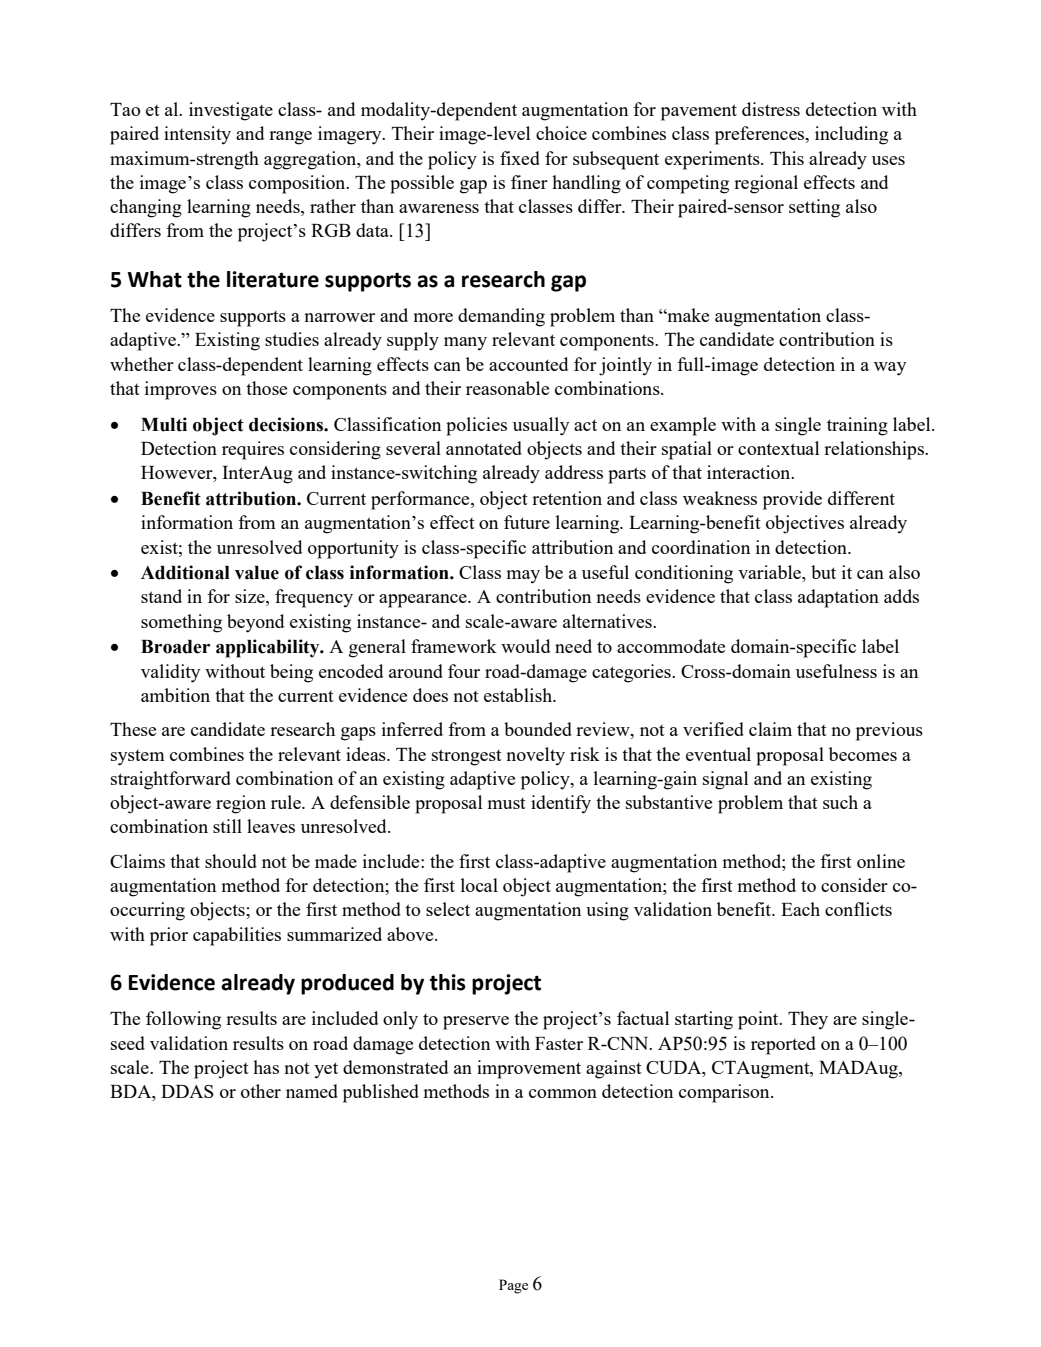 Tao et al. investigate class- and modality-dependent augmentation for pavement distress detection with
paired intensity and range imagery. Their image-level choice combines class preferences, including a
maximum-strength aggregation, and the policy is fixed for subsequent experiments. This already uses
the image’s class composition. The possible gap is finer handling of competing regional effects and
changing learning needs, rather than awareness that classes differ. Their paired-sensor setting also
differs from the project’s RGB data. [13]
5 What the literature supports as a research gap
The evidence supports a narrower and more demanding problem than “make augmentation class-
adaptive.” Existing studies already supply many relevant components. The candidate contribution is
whether class-dependent learning effects can be accounted for jointly in full-image detection in a way
that improves on those components and their reasonable combinations.
• Multi object decisions. Classification policies usually act on an example with a single training label.
Detection requires considering several annotated objects and their spatial or contextual relationships.
However, InterAug and instance-switching already address parts of that interaction.
• Benefit attribution. Current performance, object retention and class weakness provide different
information from an augmentation’s effect on future learning. Learning-benefit objectives already
exist; the unresolved opportunity is class-specific attribution and coordination in detection.
• Additional value of class information. Class may be a useful conditioning variable, but it can also
stand in for size, frequency or appearance. A contribution needs evidence that class adaptation adds
something beyond existing instance- and scale-aware alternatives.
• Broader applicability. A general framework would need to accommodate domain-specific label
validity without being encoded around four road-damage categories. Cross-domain usefulness is an
ambition that the current evidence does not establish.
These are candidate research gaps inferred from a bounded review, not a verified claim that no previous
system combines the relevant ideas. The strongest novelty risk is that the eventual proposal becomes a
straightforward combination of an existing adaptive policy, a learning-gain signal and an existing
object-aware region rule. A defensible proposal must identify the substantive problem that such a
combination still leaves unresolved.
Claims that should not be made include: the first class-adaptive augmentation method; the first online
augmentation method for detection; the first local object augmentation; the first method to consider co-
occurring objects; or the first method to select augmentation using validation benefit. Each conflicts
with prior capabilities summarized above.
6 Evidence already produced by this project
The following results are included only to preserve the project’s factual starting point. They are single-
seed validation results on road damage detection with Faster R-CNN. AP50:95 is reported on a 0–100
scale. The project has not yet demonstrated an improvement against CUDA, CTAugment, MADAug,
BDA, DDAS or other named published methods in a common detection comparison.
Page 6